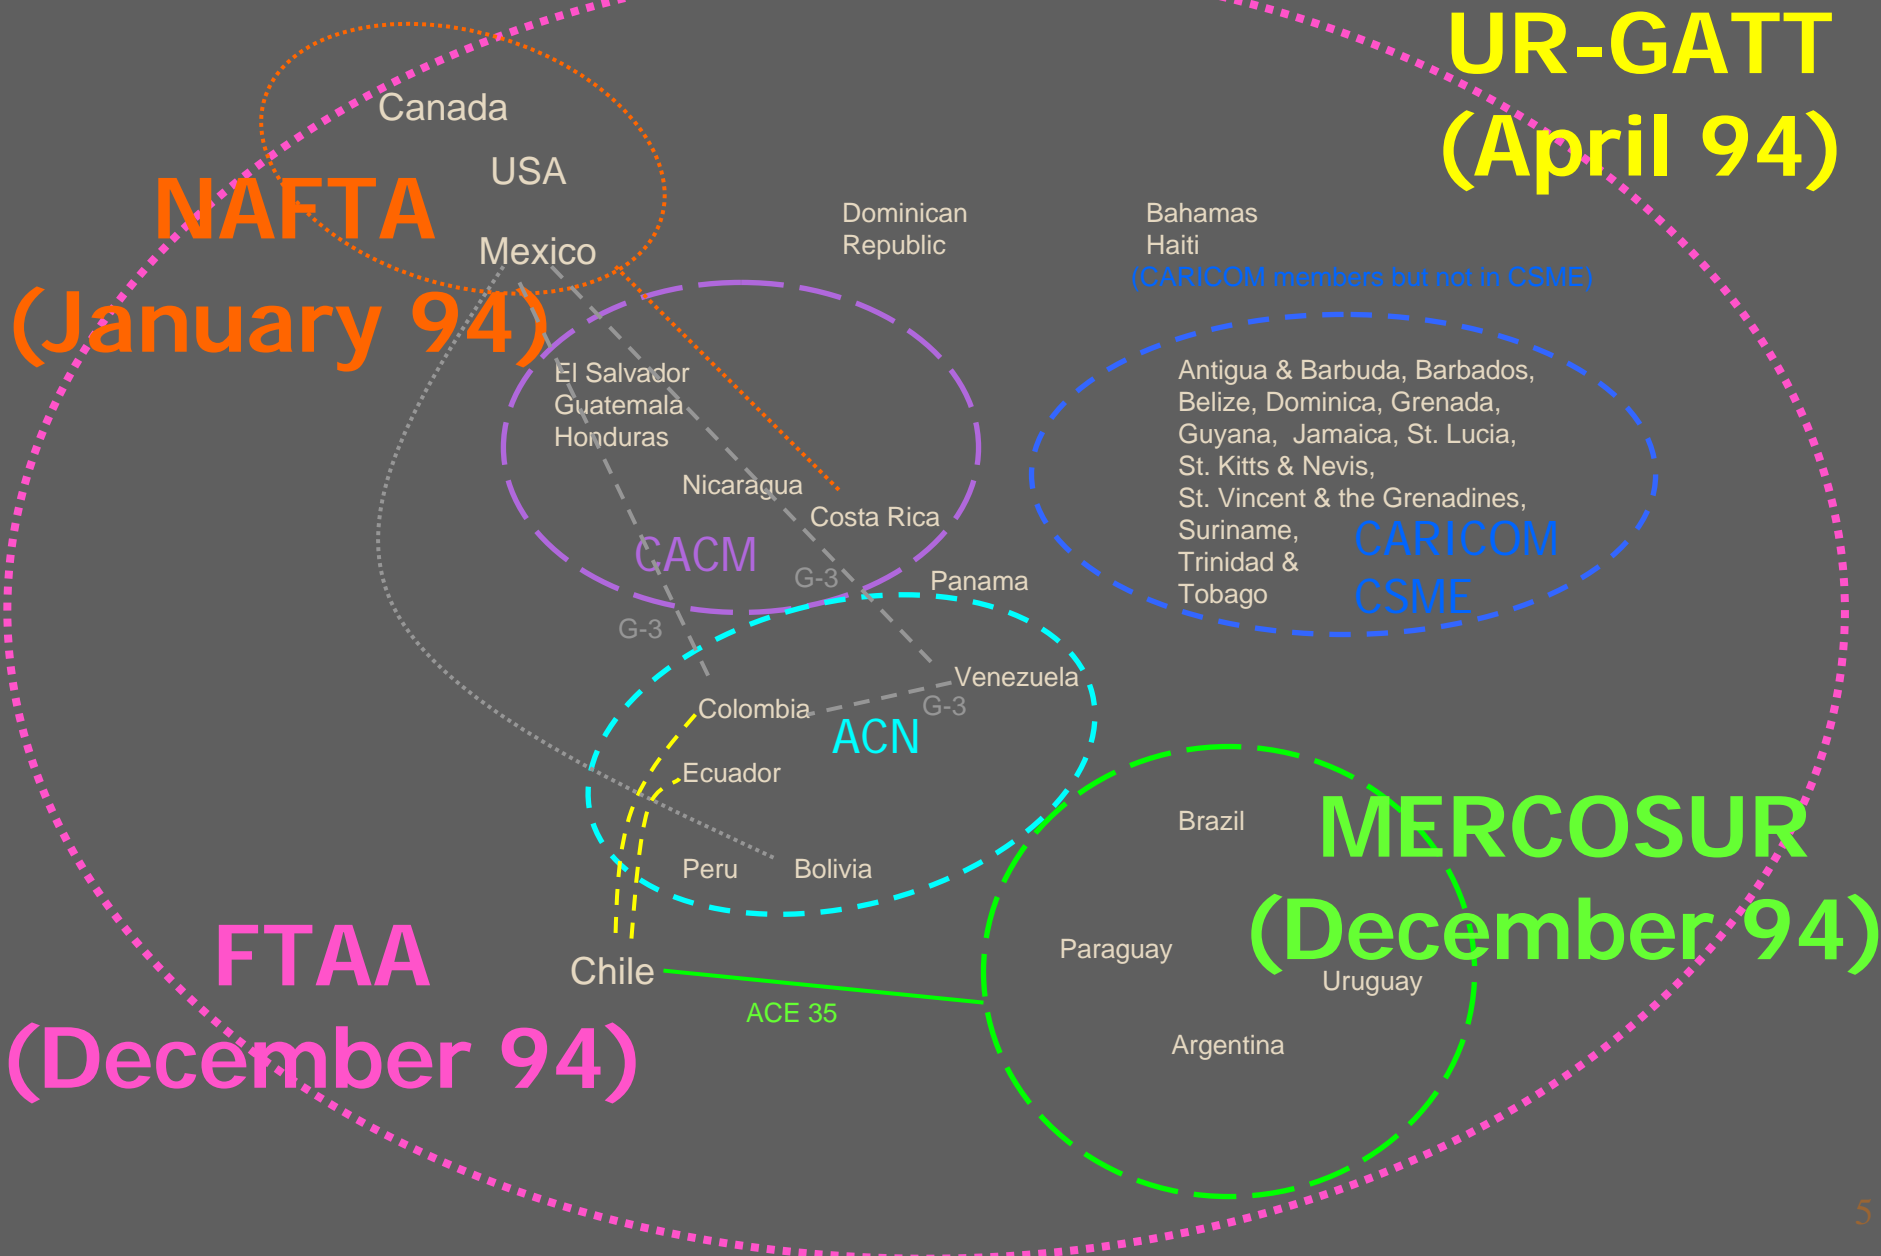 UR-GATT
(April 94)
Canada
USA
Mexico
NAFTA
(January 94)
Dominican
Republic
Bahamas
Haiti
(CARICOM members but not in CSME)
El Salvador
Guatemala
Honduras
Nicaragua
Costa Rica
CACM
G-3
G-3
Panama
Antigua & Barbuda, Barbados,
Belize, Dominica, Grenada,
Guyana,  Jamaica, St. Lucia,
St. Kitts & Nevis,
St. Vincent & the Grenadines,
Suriname,
Trinidad &
Tobago
CARICOM
CSME
Venezuela
G-3
Colombia
ACN
Ecuador
Peru
Bolivia
Brazil
MERCOSUR
(December 94)
Paraguay
Uruguay
Argentina
FTAA
(December 94)
Chile
ACE 35
5